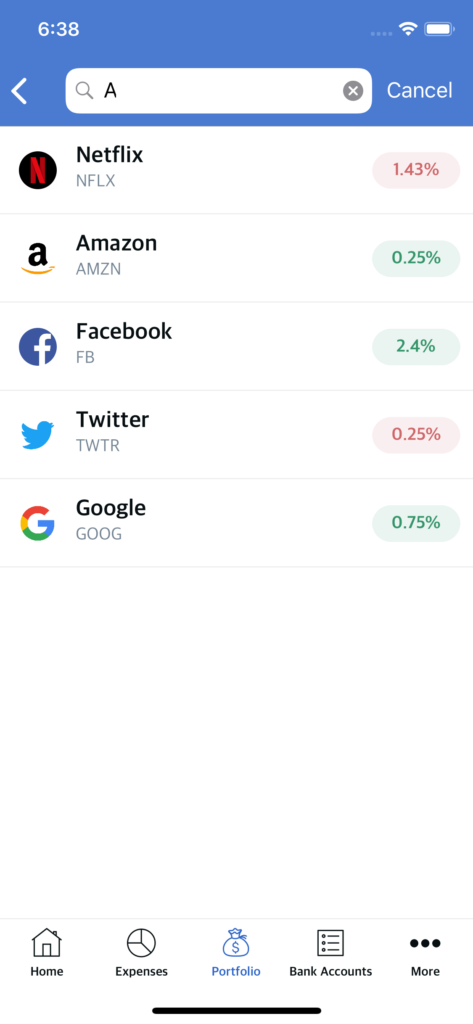 6:38
A
Cancel
Netflix
NFLX
1.43%
Amazon
AMZN
0.25%
Facebook
FB
2.4%
Twitter
TWTR
0.25%
Google
GOOG
0.75%
Home
Expenses
Portfolio
Bank Accounts
More